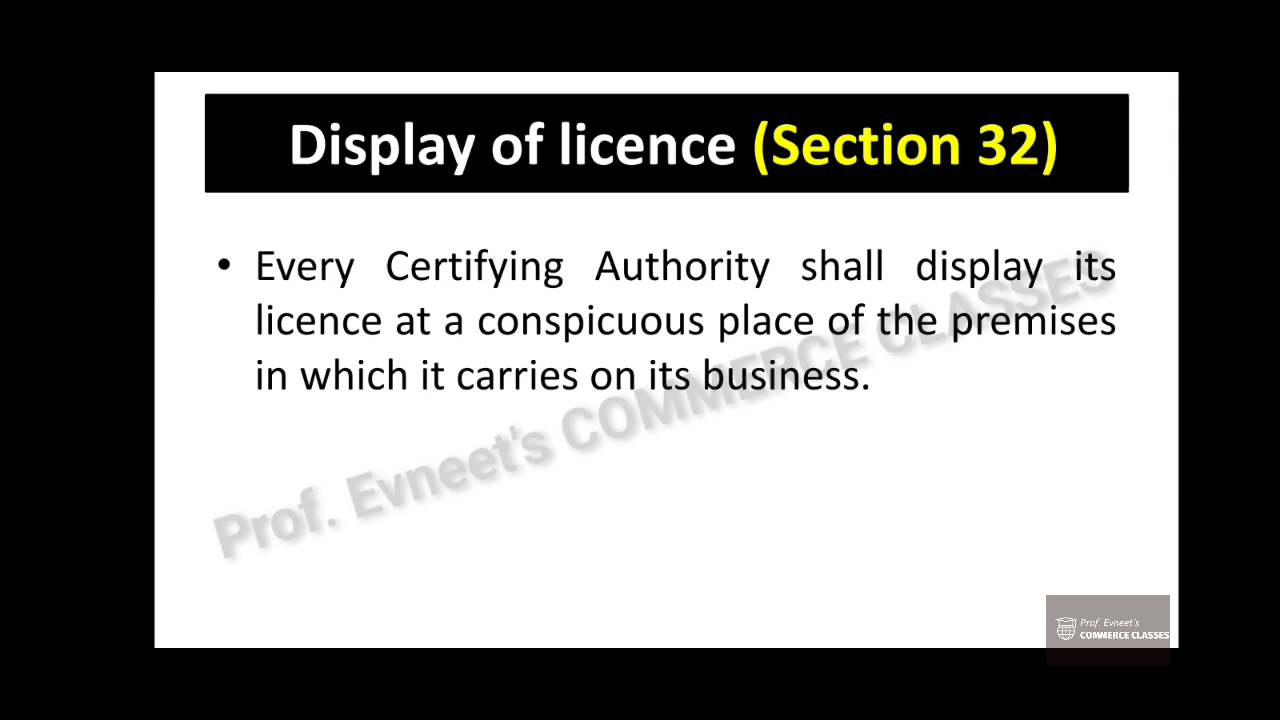 Display of licence (Section 32)
• Every Certifying Authority shall display its
licence at a conspicuous place of the premises
in which it carries on its business.
Prof. Evneet's COMMERCE CLASSES
Prof. Evneet's
COMMERCE CLASSES